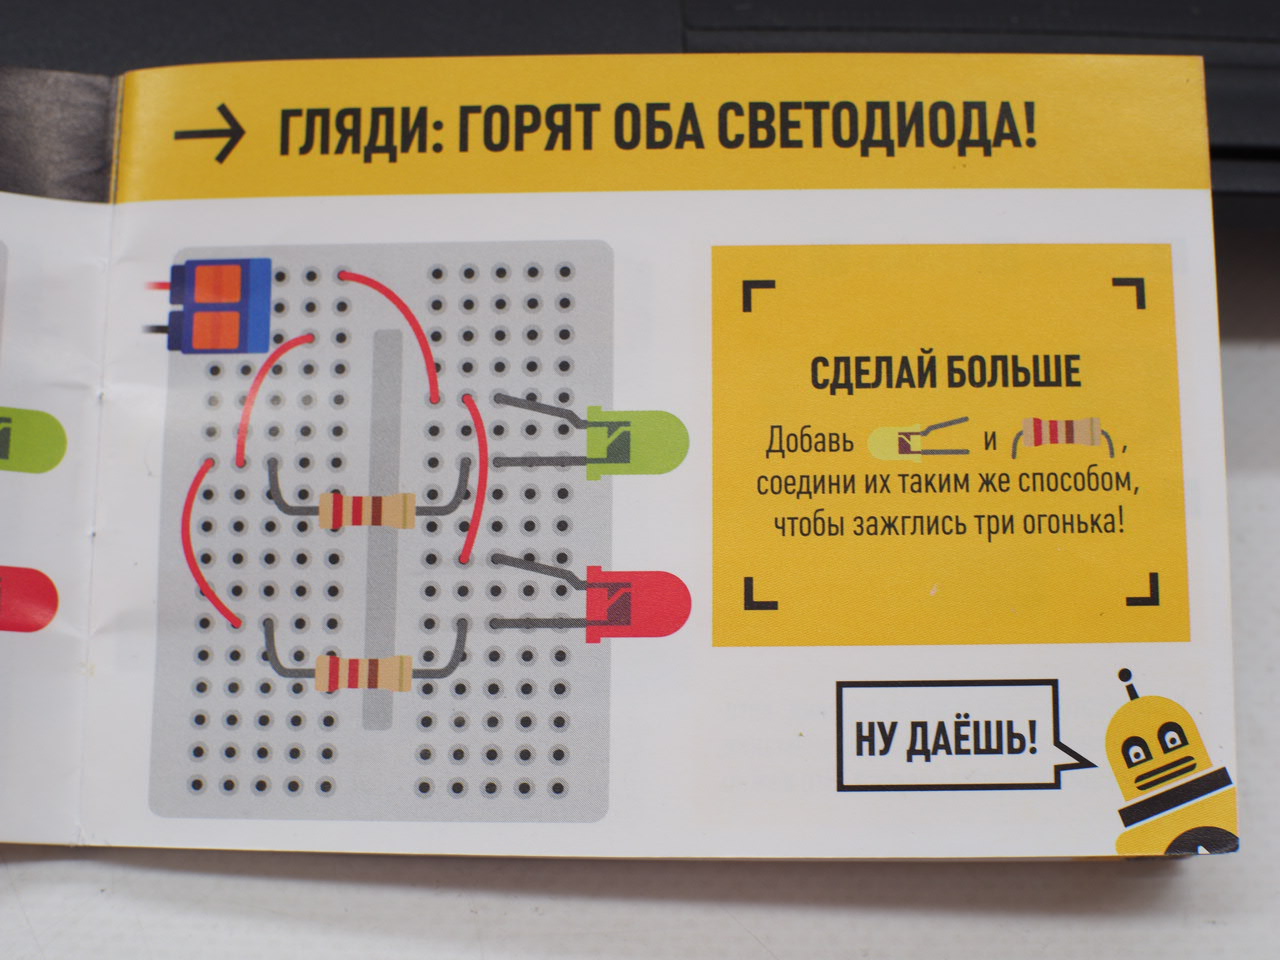 → ГЛЯДИ: ГОРЯТ ОБА СВЕТОДИОДА!
СДЕЛАЙ БОЛЬШЕ
Добавь и ,
соедини их таким же способом,
чтобы зажглись три огонька!
НУ ДАЁШЬ!